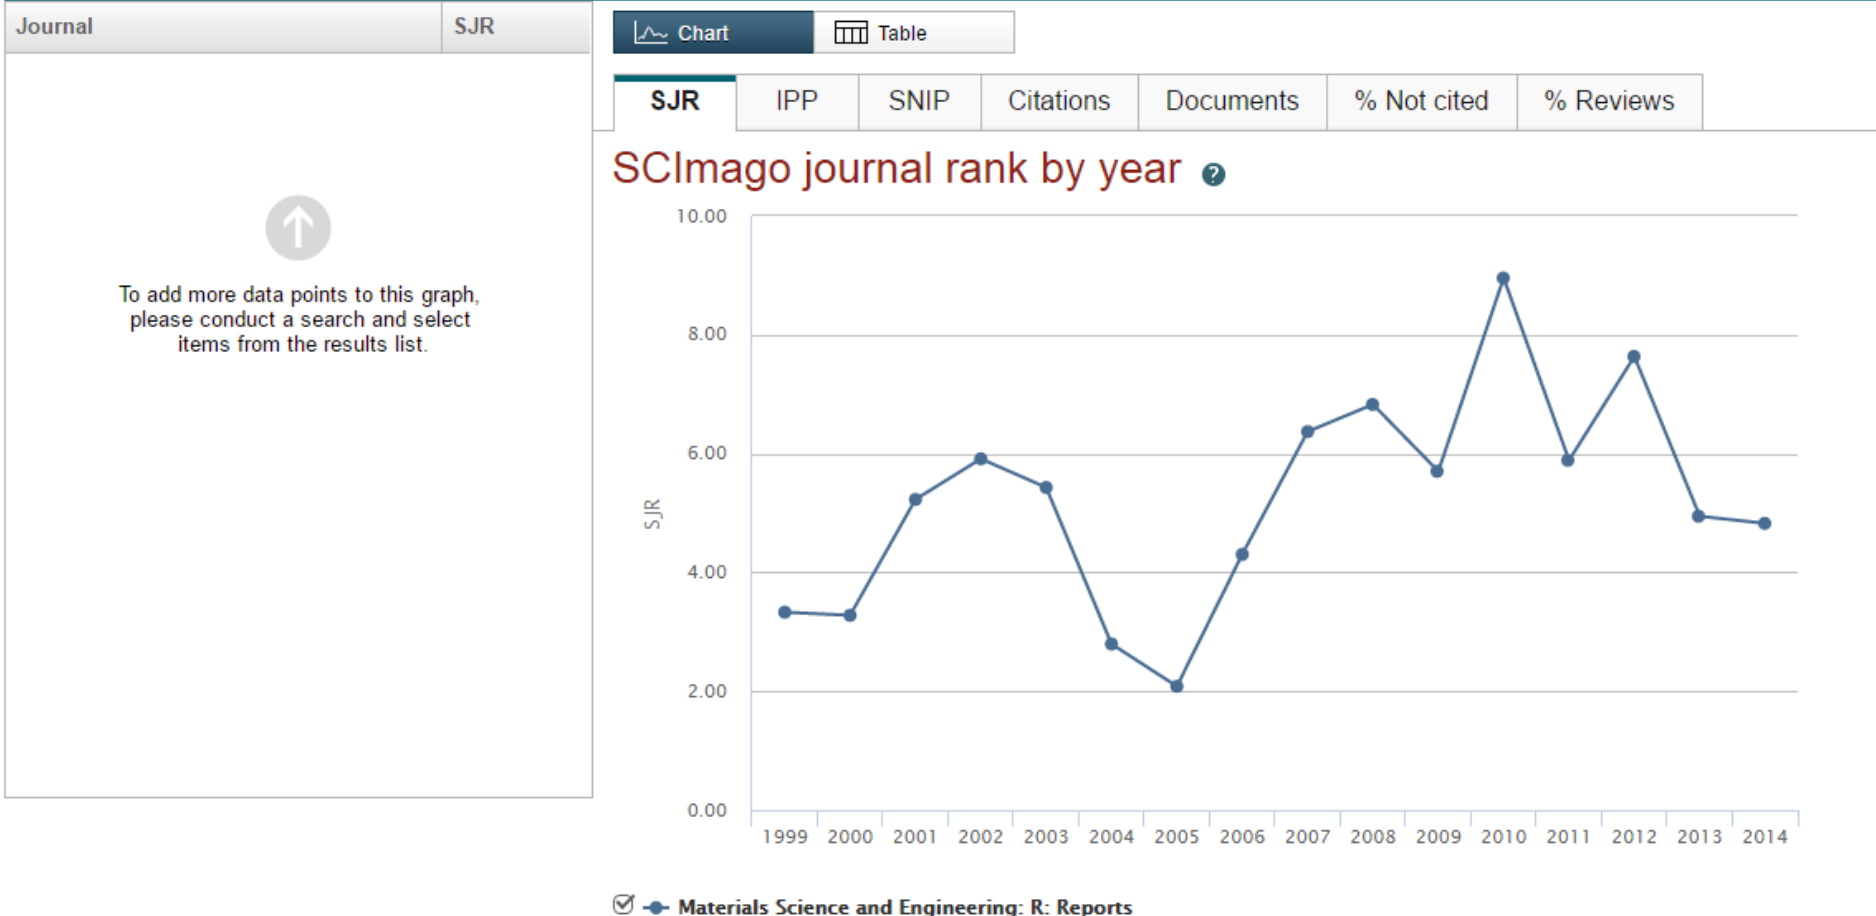 Journal SJR
To add more data points to this graph,
please conduct a search and select
items from the results list.
Chart Table
SJR IPP SNIP Citations Documents % Not cited % Reviews
SCImago journal rank by year ?
10.00
8.00
6.00
4.00
2.00
0.00
SJR
1999 2000 2001 2002 2003 2004 2005 2006 2007 2008 2009 2010 2011 2012 2013 2014
Materials Science and Engineering: R: Reports